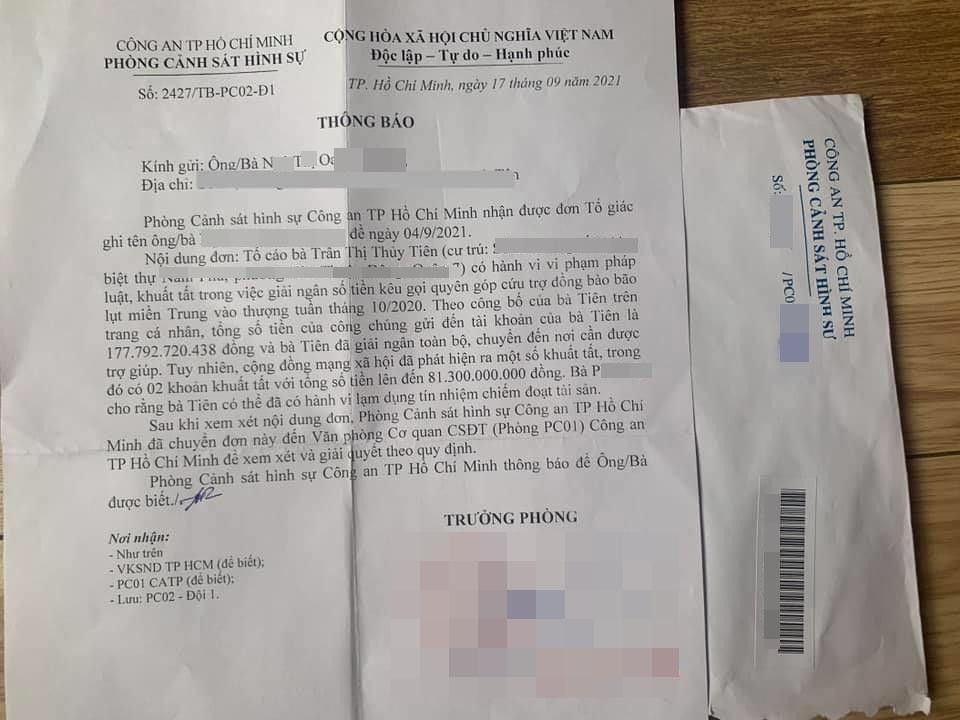 CÔNG AN TP HỒ CHÍ MINH
PHÒNG CẢNH SÁT HÌNH SỰ
Số: 2427/TB-PC02-Đ1
CỘNG HÒA XÃ HỘI CHỦ NGHĨA VIỆT NAM
Độc lập – Tự do – Hạnh phúc
TP. Hồ Chí Minh, ngày 17 tháng 09 năm 2021
THÔNG BÁO
Kính gửi: Ông/Bà
Địa chỉ:
Phòng Cảnh sát hình sự Công an TP Hồ Chí Minh nhận được đơn Tố giác
ghi tên ông/bà đề ngày 04/9/2021.
Nội dung đơn: Tố cáo bà Trân Thị Thủy Tiên (cư trú:
biệt thự 7) có hành vi vi phạm pháp
luật, khuất tất trong việc giải ngân số tiền kêu gọi quyên góp cứu trợ đồng bào bão
lụt miền Trung vào thượng tuần tháng 10/2020. Theo công bố của bà Tiên trên
trang cá nhân, tổng số tiền của công chúng gửi đến tài khoản của bà Tiên là
177.792.720.438 đồng và bà Tiên đã giải ngân toàn bộ, chuyển đến nơi cần được
trợ giúp. Tuy nhiên, cộng đồng mạng xã hội đã phát hiện ra một số khuất tất, trong
đó có 02 khoản khuất tất với tổng số tiền lên đến 81.300.000.000 đồng. Bà P
cho rằng bà Tiên có thể đã có hành vi lạm dụng tín nhiệm chiếm đoạt tài sản.
Sau khi xem xét nội dung đơn, Phòng Cảnh sát hình sự Công an TP Hồ Chí
Minh đã chuyển đơn này đến Văn phòng Cơ quan CSĐT (Phòng PC01) Công an
TP Hồ Chí Minh để xem xét và giải quyết theo quy định.
Phòng Cảnh sát hình sự Công an TP Hồ Chí Minh thông báo để Ông/Bà
được biết./.
TRƯỞNG PHÒNG
Nơi nhận:
- Như trên
- VKSND TP HCM (để biết);
- PC01 CATP (để biết);
- Lưu: PC02 - Đội 1.
CÔNG AN TP. HỒ CHÍ MINH
PHÒNG CẢNH SÁT HÌNH SỰ
Số: /PC0